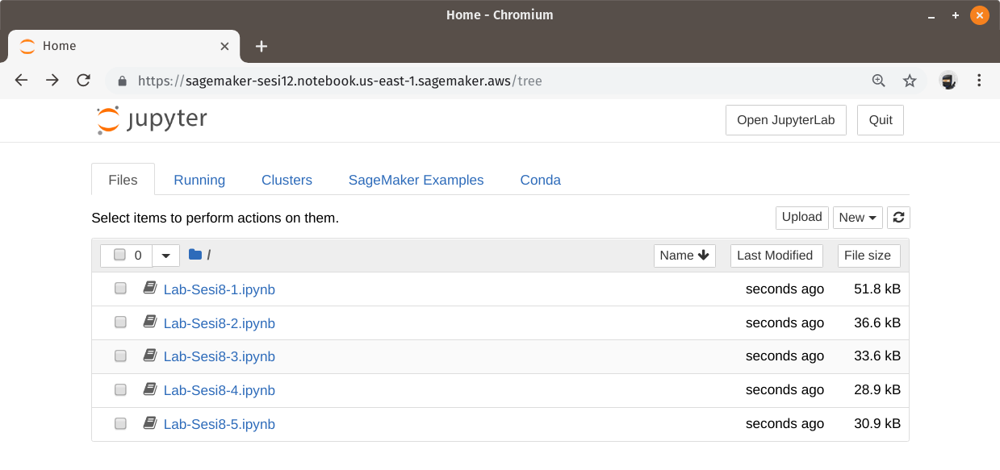 Home - Chromium
Home
https://sagemaker-sesi12.notebook.us-east-1.sagemaker.aws/tree
jupyter Open JupyterLab Quit
Files Running Clusters SageMaker Examples Conda
Select items to perform actions on them. Upload New
0 / Name Last Modified File size
Lab-Sesi8-1.ipynb seconds ago 51.8 kB
Lab-Sesi8-2.ipynb seconds ago 36.6 kB
Lab-Sesi8-3.ipynb seconds ago 33.6 kB
Lab-Sesi8-4.ipynb seconds ago 28.9 kB
Lab-Sesi8-5.ipynb seconds ago 30.9 kB